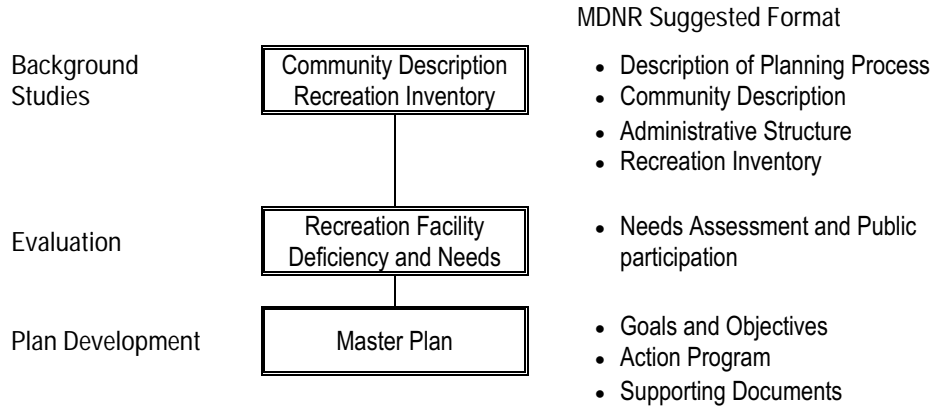 MDNR Suggested Format
Background
Studies
Community Description
Recreation Inventory
• Description of Planning Process
• Community Description
• Administrative Structure
• Recreation Inventory
Evaluation
Recreation Facility
Deficiency and Needs
• Needs Assessment and Public
participation
Plan Development
Master Plan
• Goals and Objectives
• Action Program
• Supporting Documents